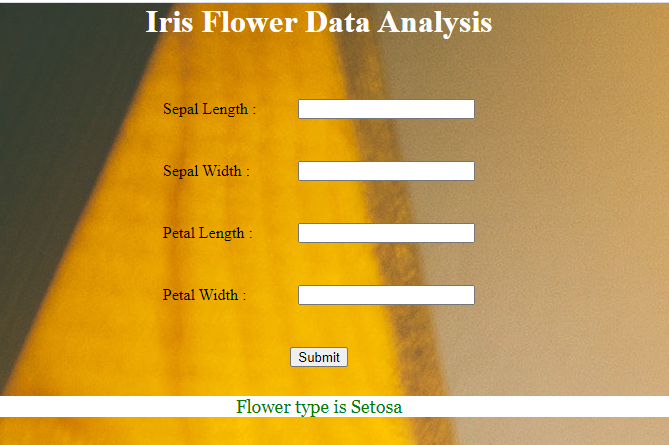 Iris Flower Data Analysis
Sepal Length :
Sepal Width :
Petal Length :
Petal Width :
Submit
Flower type is Setosa